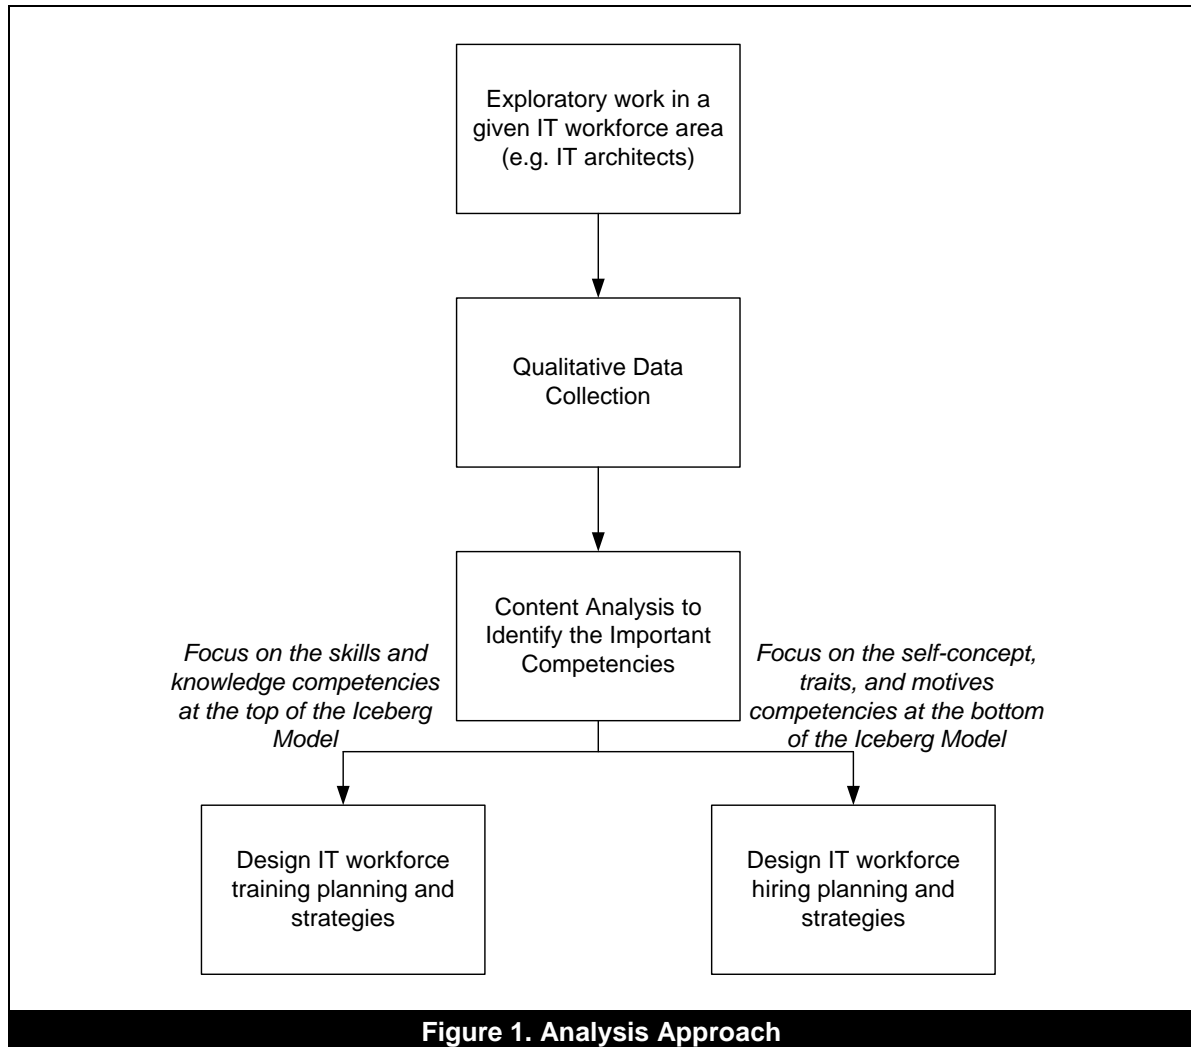 Exploratory work in a
given IT workforce area
(e.g. IT architects)
Qualitative Data
Collection
Content Analysis to
Identify the Important
Competencies
Focus on the skills and
knowledge competencies
at the top of the Iceberg
Model
Focus on the self-concept,
traits, and motives
competencies at the bottom
of the Iceberg Model
Design IT workforce
training planning and
strategies
Design IT workforce
hiring planning and
strategies
Figure 1. Analysis Approach